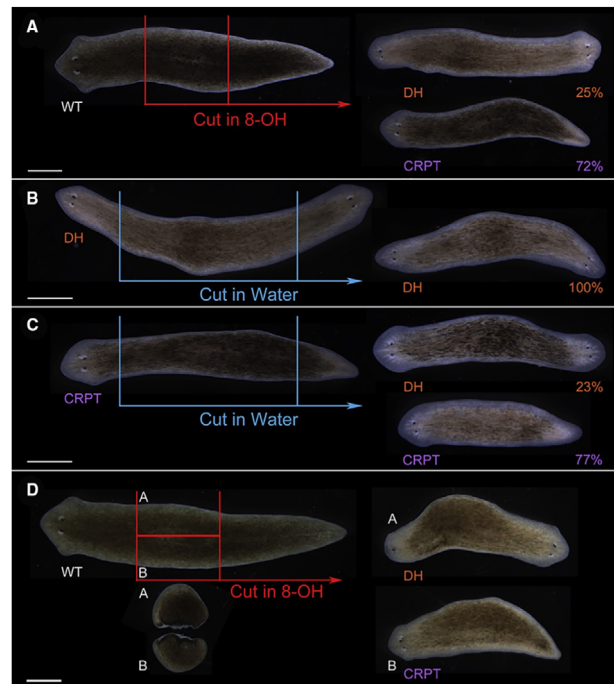 A
WT
Cut in 8-OH
DH 25%
CRPT 72%
B
DH
Cut in Water
DH 100%
C
CRPT
Cut in Water
DH 23%
CRPT 77%
D
A
B
WT
Cut in 8-OH
A
B
A
DH
B
CRPT